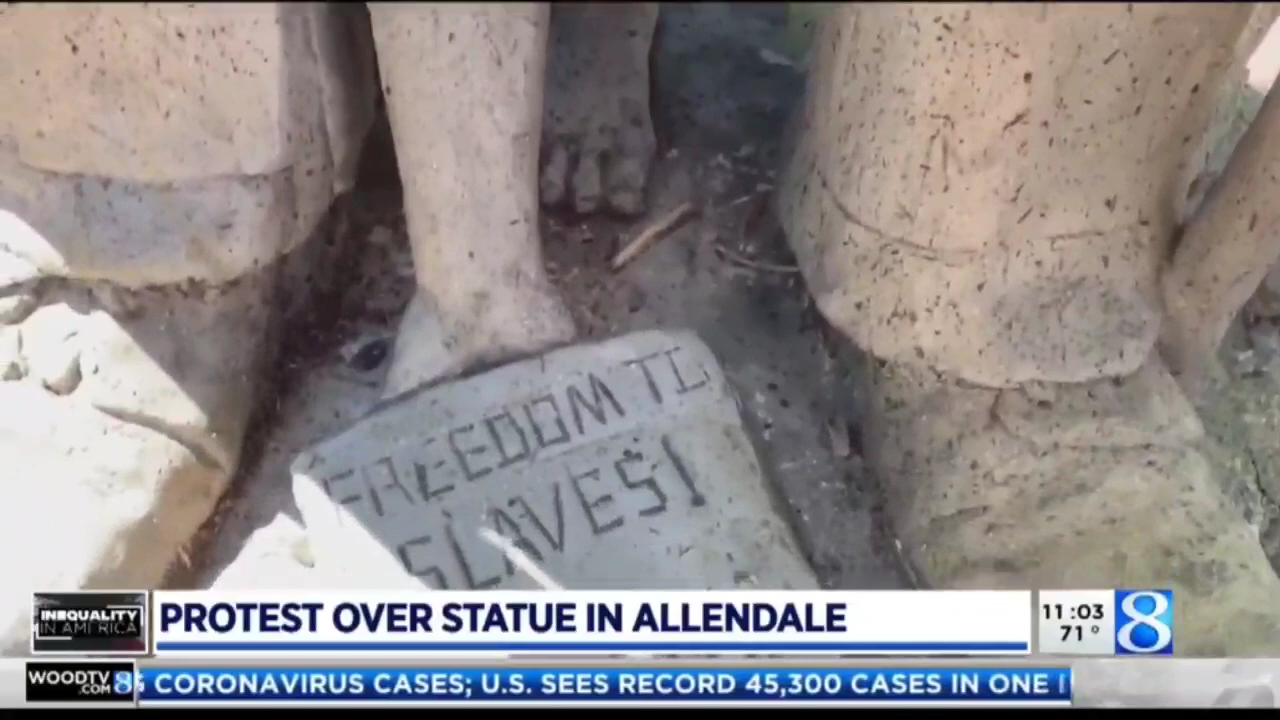 FREEDOM TO
SLAVES!
INEQUALITY
IN AMERICA
PROTEST OVER STATUE IN ALLENDALE
11:03
71°
8
WOODTV
.COM 8
CORONAVIRUS CASES; U.S. SEES RECORD 45,300 CASES IN ONE